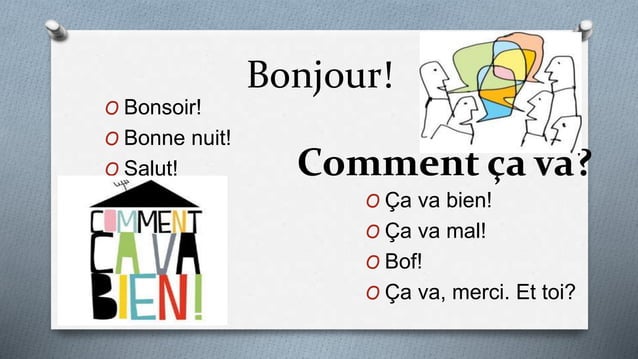 Bonjour!
Bonsoir!
Bonne nuit!
Salut!
Comment ça va?
Ça va bien!
Ça va mal!
Bof!
Ça va, merci. Et toi?
COMMENT
ÇA VA
BIEN!